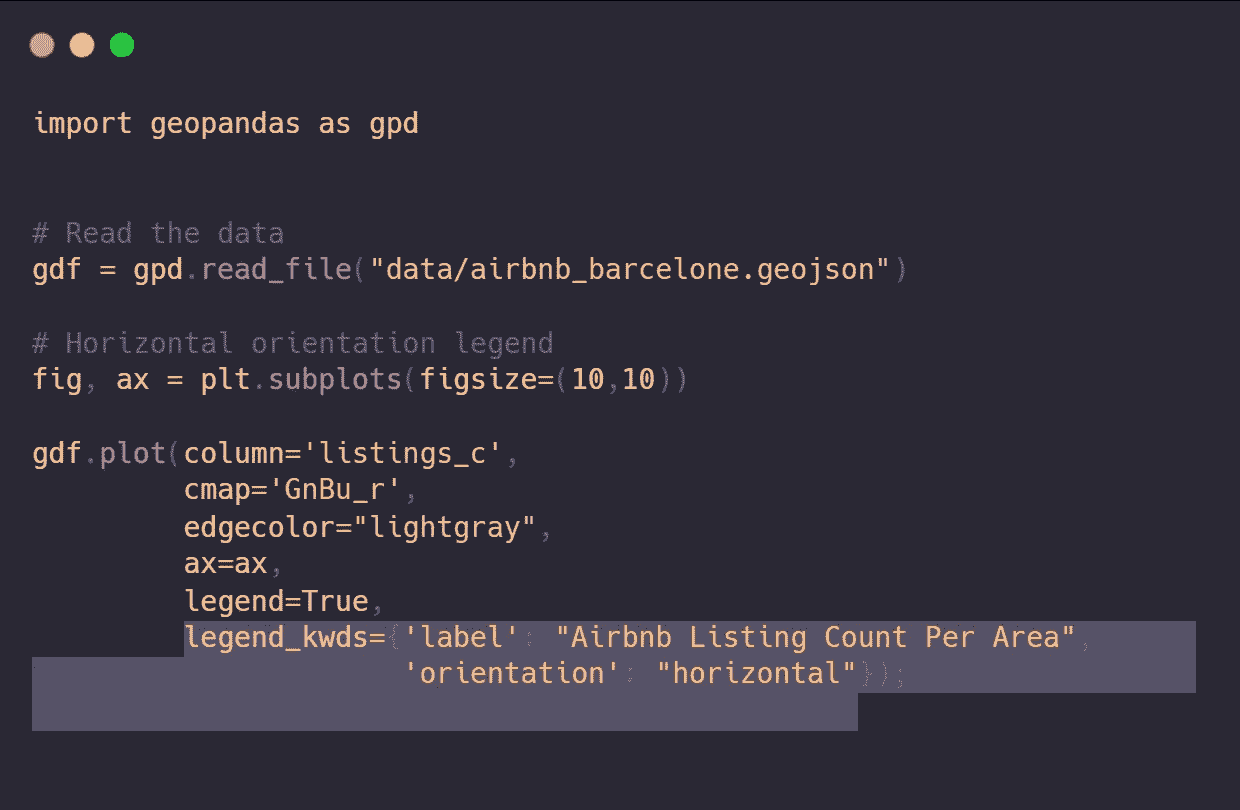 import geopandas as gpd
# Read the data
gdf = gpd.read_file("data/airbnb_barcelone.geojson")
# Horizontal orientation legend
fig, ax = plt.subplots(figsize=(10,10))
gdf.plot(column='listings_c',
cmap='GnBu_r',
edgecolor="lightgray",
ax=ax,
legend=True,
legend_kwds={'label': "Airbnb Listing Count Per Area",
'orientation': "horizontal"});